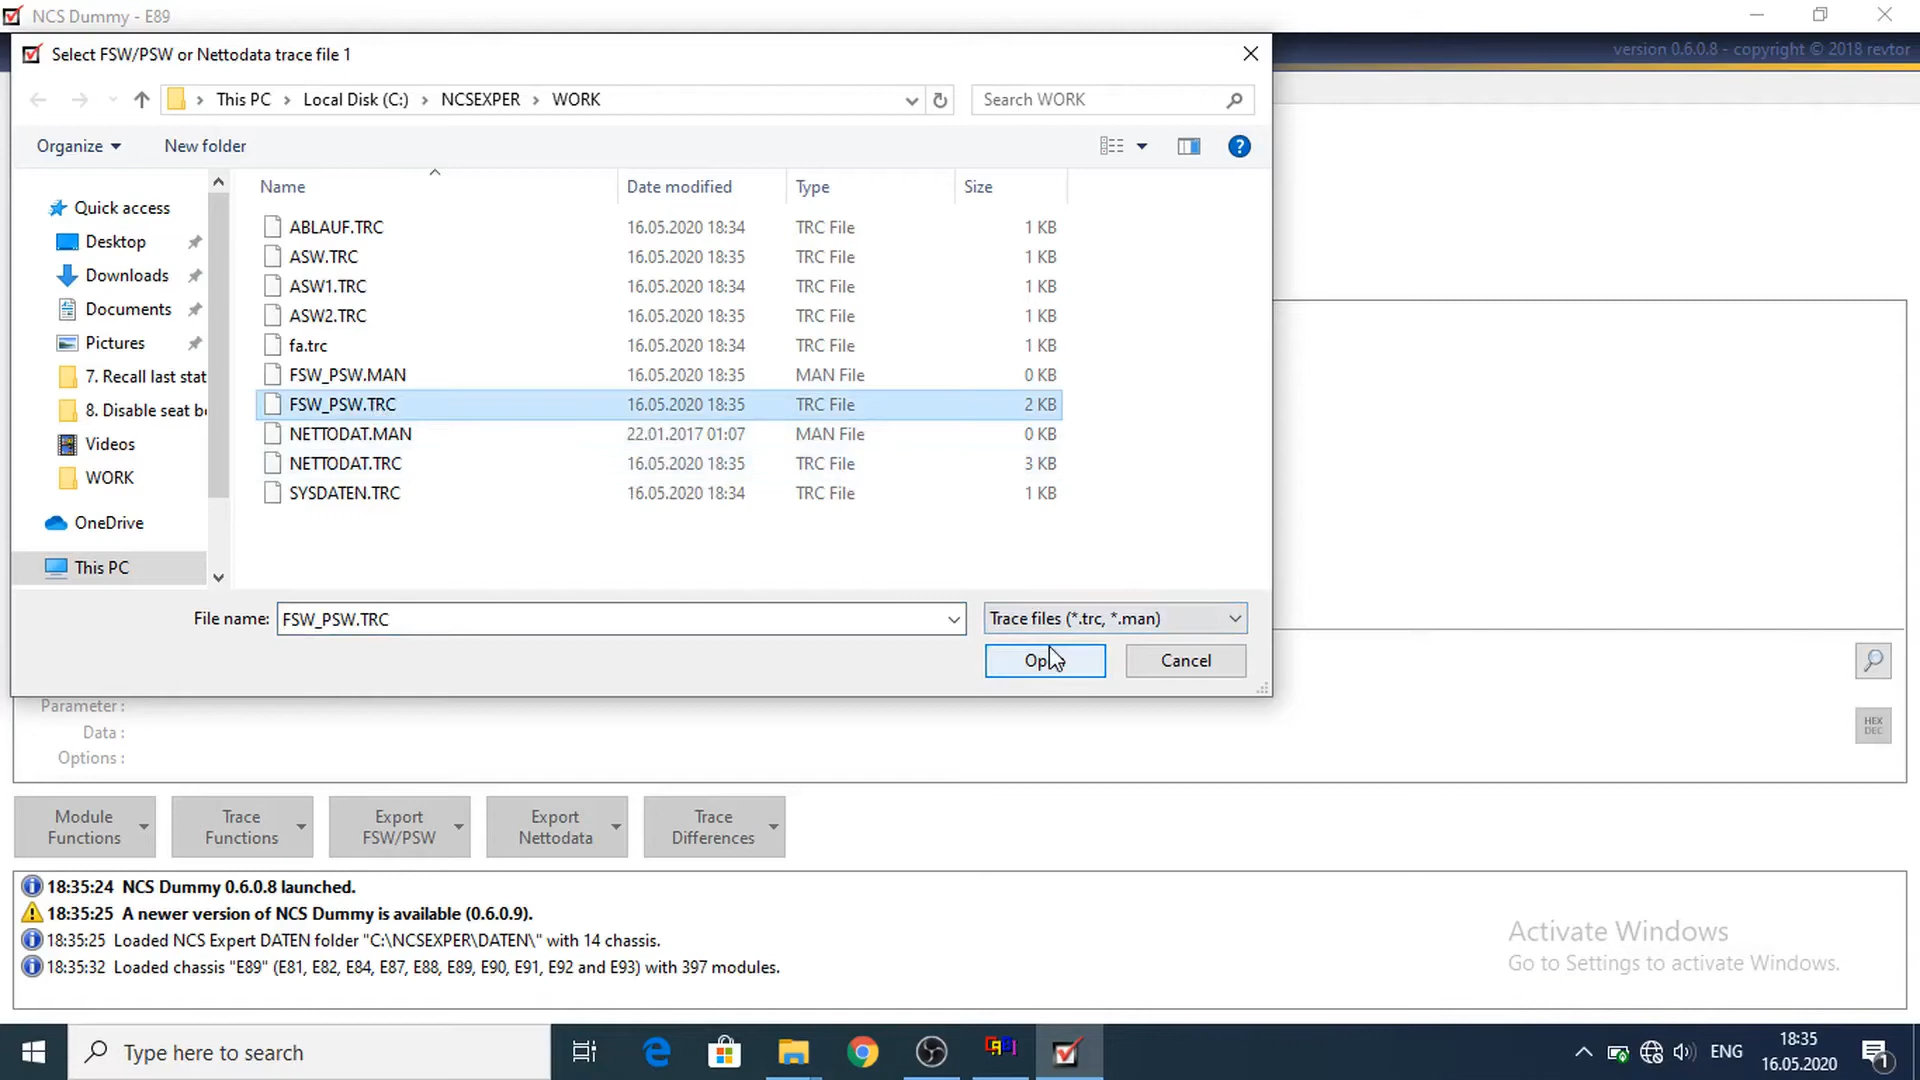 NCS Dummy - E89
version 0.6.0.8 - copyright © 2018 revtor
Select FSW/PSW or Nettodata trace file 1
This PC > Local Disk (C:) > NCSEXPER > WORK
Search WORK
Organize
New folder
Name Date modified Type Size
ABLAUF.TRC 16.05.2020 18:34 TRC File 1 KB
ASW.TRC 16.05.2020 18:35 TRC File 1 KB
ASW1.TRC 16.05.2020 18:34 TRC File 1 KB
ASW2.TRC 16.05.2020 18:35 TRC File 1 KB
fa.trc 16.05.2020 18:34 TRC File 1 KB
FSW_PSW.MAN 16.05.2020 18:35 MAN File 0 KB
FSW_PSW.TRC 16.05.2020 18:35 TRC File 2 KB
NETTODAT.MAN 22.01.2017 01:07 MAN File 0 KB
NETTODAT.TRC 16.05.2020 18:35 TRC File 3 KB
SYSDATEN.TRC 16.05.2020 18:34 TRC File 1 KB
Quick access
Desktop
Downloads
Documents
Pictures
7. Recall last stat
8. Disable seat b
Videos
WORK
OneDrive
This PC
File name: FSW_PSW.TRC
Trace files (*.trc, *.man)
Cancel
Parameter :
Data :
Options :
HEX
DEC
Module
Functions
Trace
Functions
Export
FSW/PSW
Export
Nettodata
Trace
Differences
18:35:24 NCS Dummy 0.6.0.8 launched.
18:35:25 A newer version of NCS Dummy is available (0.6.0.9).
18:35:25 Loaded NCS Expert DATEN folder "C:\NCSEXPER\DATEN\" with 14 chassis.
18:35:32 Loaded chassis "E89" (E81, E82, E84, E87, E88, E89, E90, E91, E92 and E93) with 397 modules.
Activate Windows
Go to Settings to activate Windows.
Type here to search
ENG
18:35
16.05.2020
1